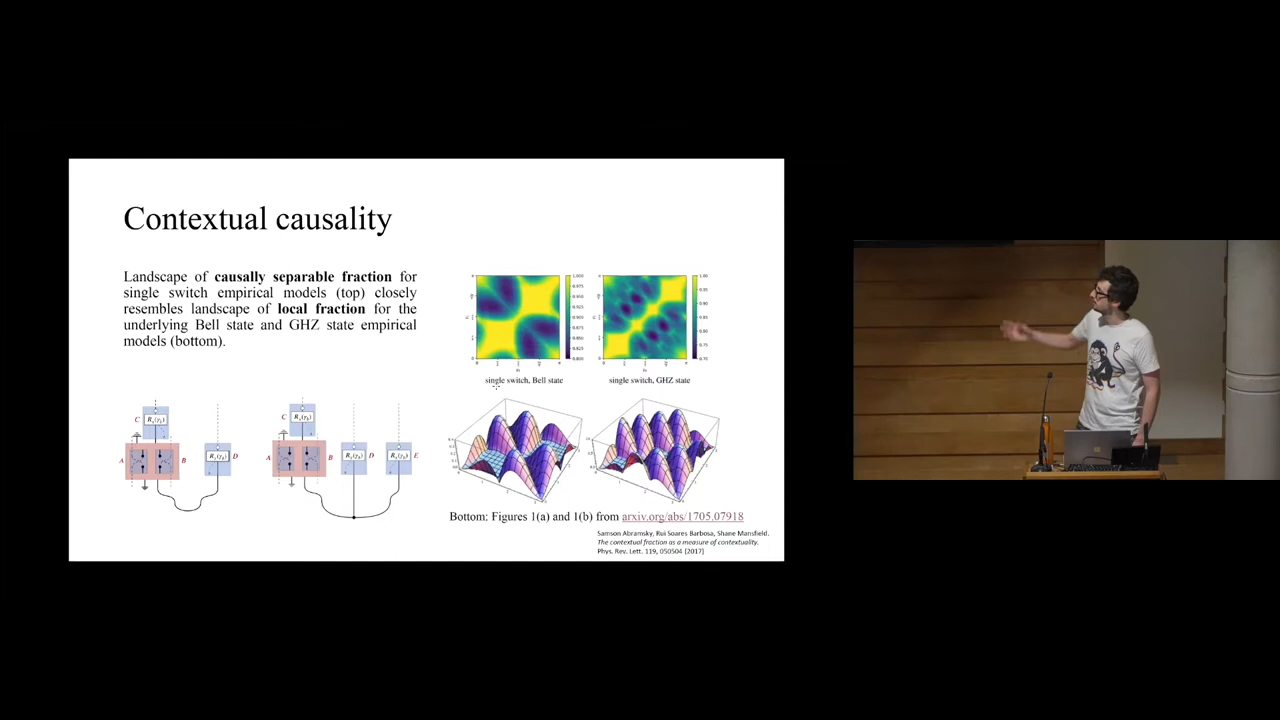 Contextual causality
Landscape of causally separable fraction for
single switch empirical models (top) closely
resembles landscape of local fraction for the
underlying Bell state and GHZ state empirical
models (bottom).
single switch, Bell state
single switch, GHZ state
C
A
B
D
C
A
B
D
E
Bottom: Figures 1(a) and 1(b) from arxiv.org/abs/1705.07918
Samson Abramsky, Rui Soares Barbosa, Shane Mansfield.
The contextual fraction as a measure of contextuality.
Phys. Rev. Lett. 119, 050504 (2017)